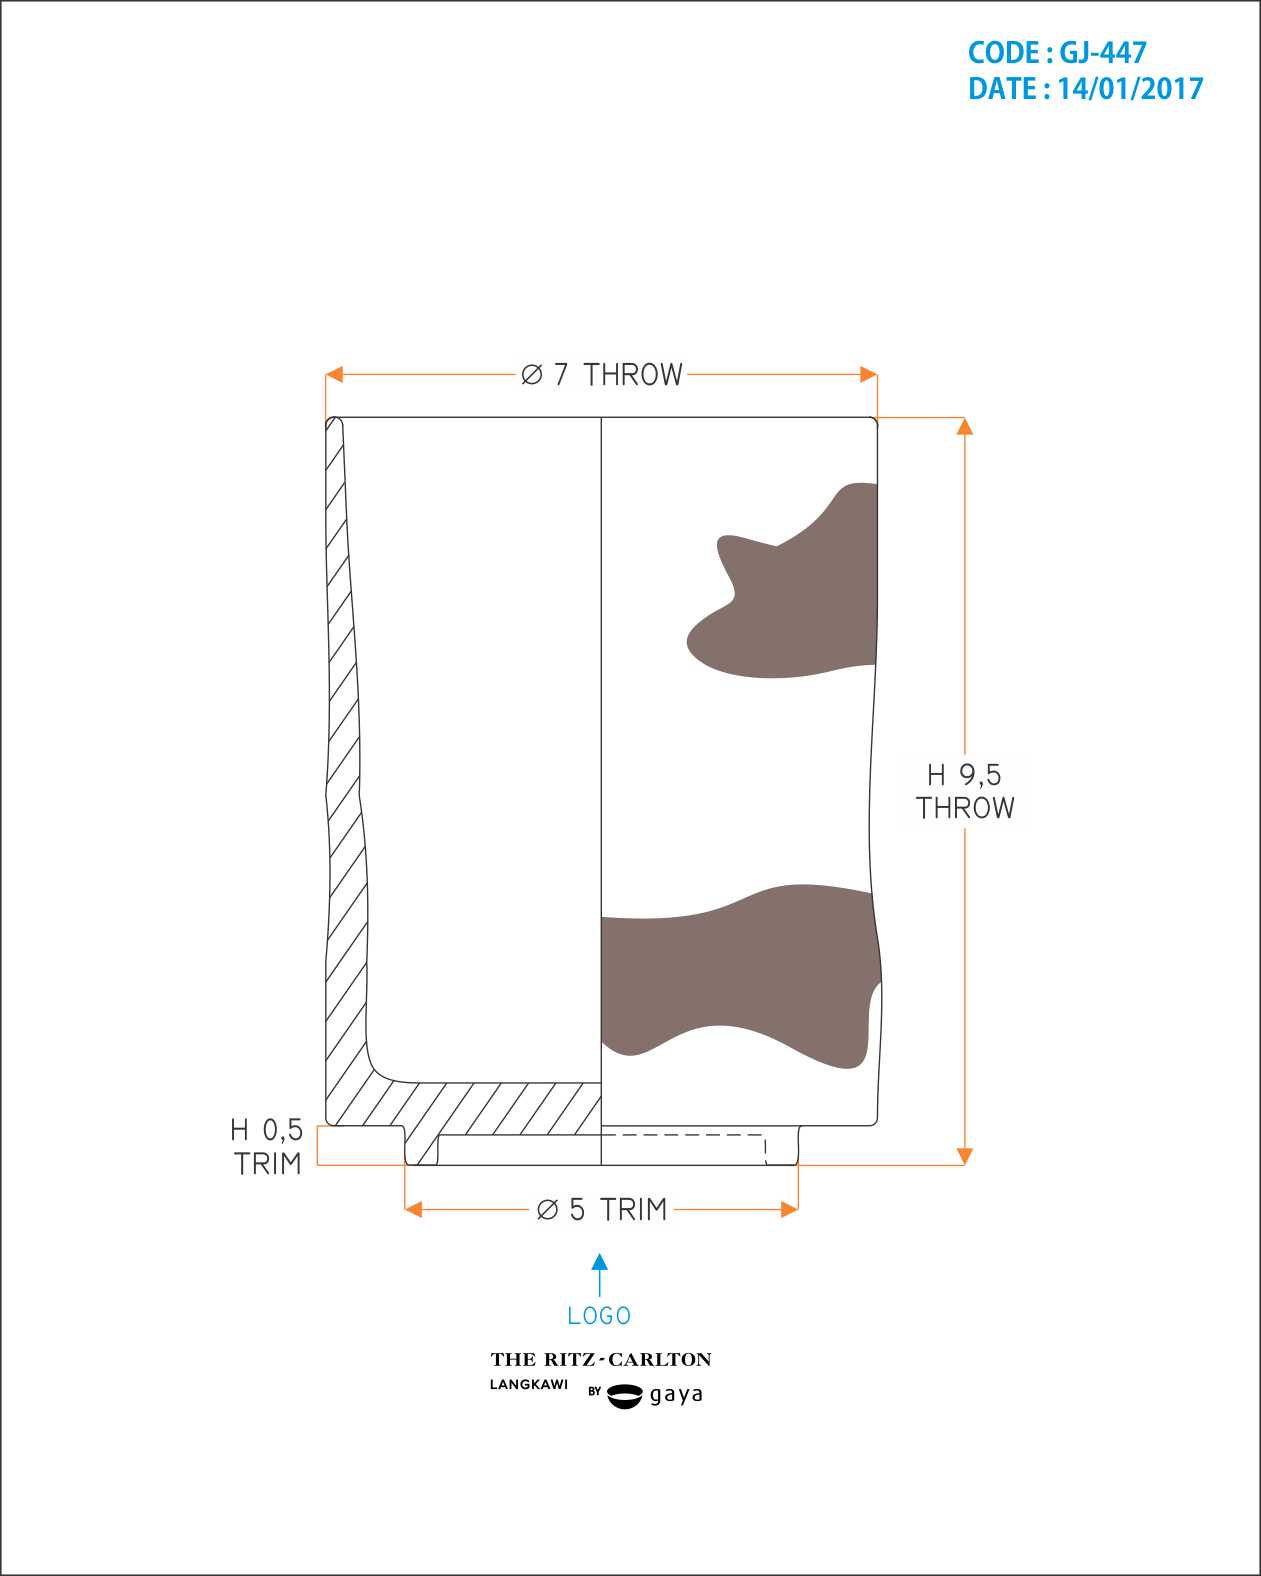 CODE : GJ-447
DATE : 14/01/2017
Ø 7 THROW
H 9,5
THROW
H 0,5
TRIM
Ø 5 TRIM
LOGO
THE RITZ-CARLTON
LANGKAWI
BY gaya